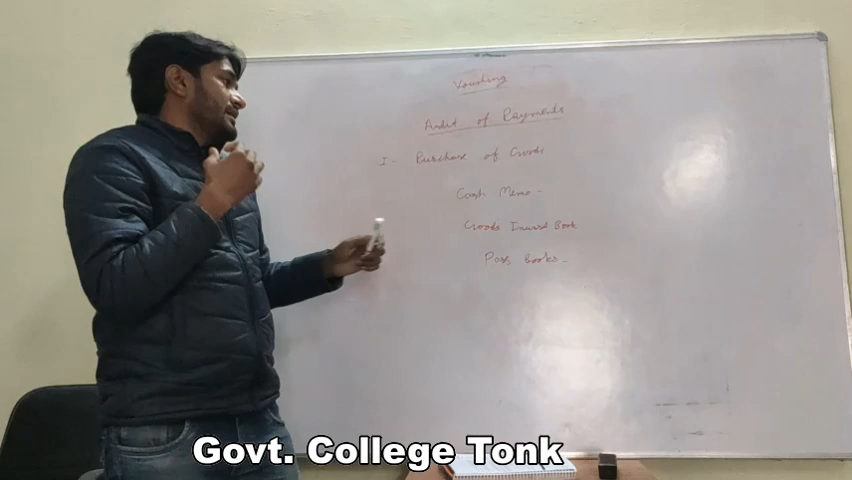 Vouching
Audit of Payments
I- Purchase of Goods
Cash Memo -
Goods Inward Book
Pass Books -
Govt. College Tonk